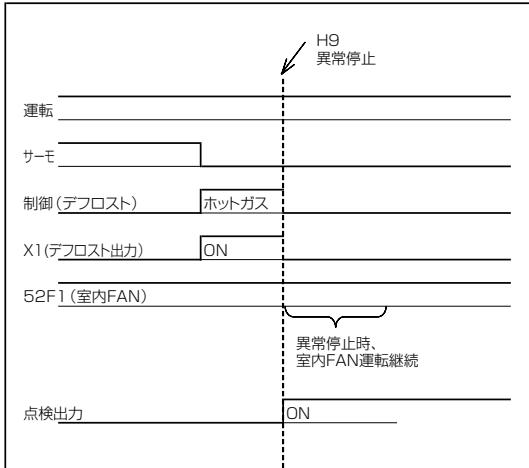 H9
異常停止
運転
サーモ
制御(デフロスト)
ホットガス
X1(デフロスト出力)
ON
52F1(室内FAN)
異常停止時、
室内FAN運転継続
点検出力
ON